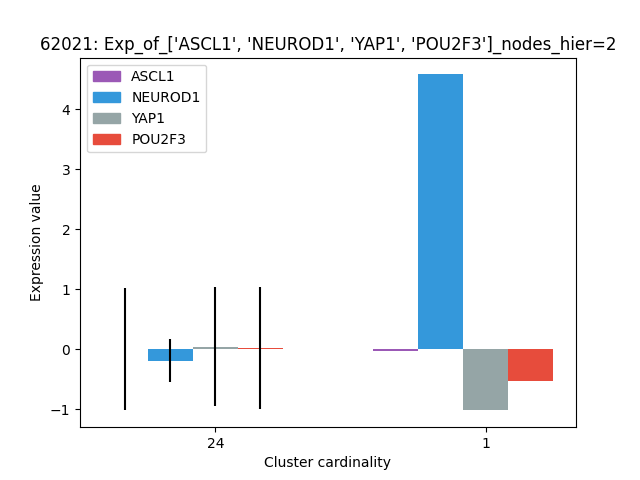 62021: Exp_of_['ASCL1', 'NEUROD1', 'YAP1', 'POU2F3']_nodes_hier=2
ASCL1
NEUROD1
YAP1
POU2F3
4
3
2
1
0
−1
Expression value
24
1
Cluster cardinality